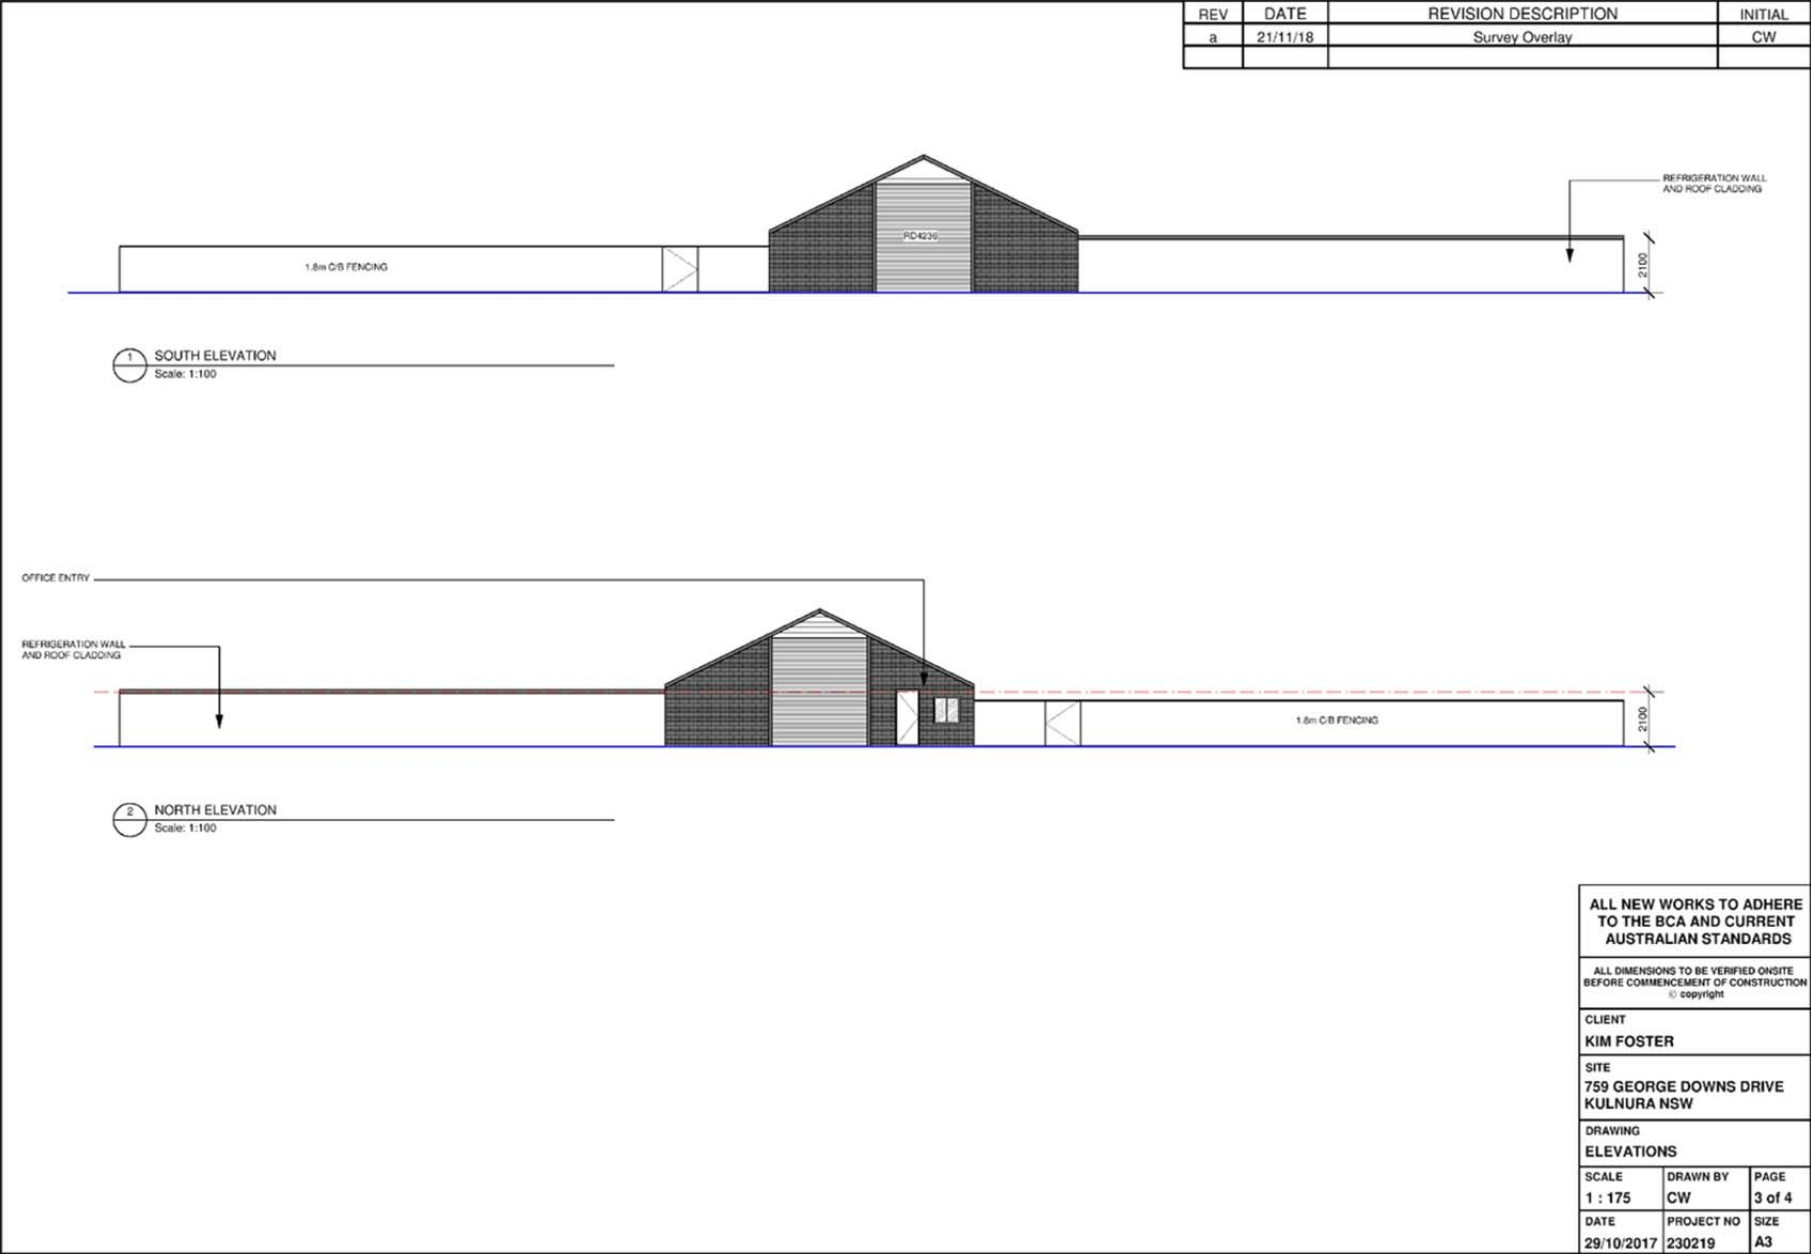 REV DATE REVISION DESCRIPTION INITIAL
a 21/11/18 Survey Overlay CW
REFRIGERATION WALL
AND ROOF CLADDING
RD4236
1.8m C/B FENCING
2100
1 SOUTH ELEVATION
Scale: 1:100
OFFICE ENTRY
REFRIGERATION WALL
AND ROOF CLADDING
1.8m C/B FENCING
2100
2 NORTH ELEVATION
Scale: 1:100
ALL NEW WORKS TO ADHERE
TO THE BCA AND CURRENT
AUSTRALIAN STANDARDS
ALL DIMENSIONS TO BE VERIFIED ONSITE
BEFORE COMMENCEMENT OF CONSTRUCTION
© copyright
CLIENT
KIM FOSTER
SITE
759 GEORGE DOWNS DRIVE
KULNURA NSW
DRAWING
ELEVATIONS
SCALE DRAWN BY PAGE
1 : 175 CW 3 of 4
DATE PROJECT NO SIZE
29/10/2017 230219 A3